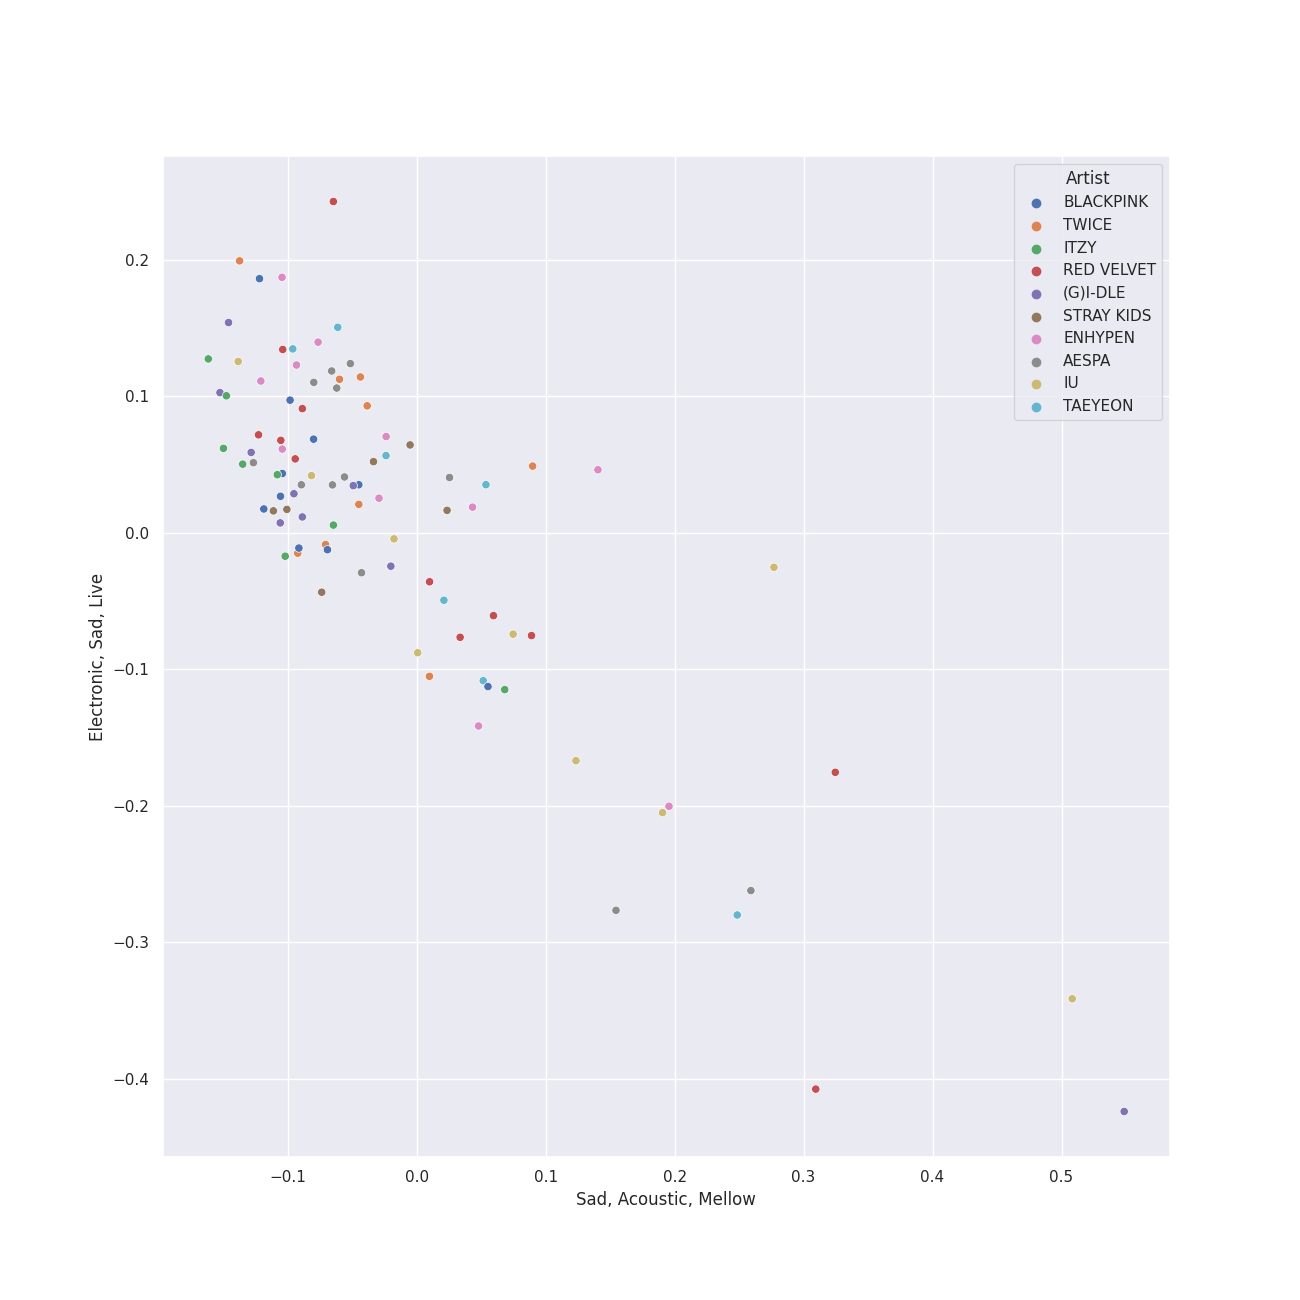 Artist
BLACKPINK
TWICE
ITZY
RED VELVET
(G)I-DLE
STRAY KIDS
ENHYPEN
AESPA
IU
TAEYEON
0.2
0.1
0.0
−0.1
−0.2
−0.3
−0.4
Electronic, Sad, Live
−0.1 0.0 0.1 0.2 0.3 0.4 0.5
Sad, Acoustic, Mellow